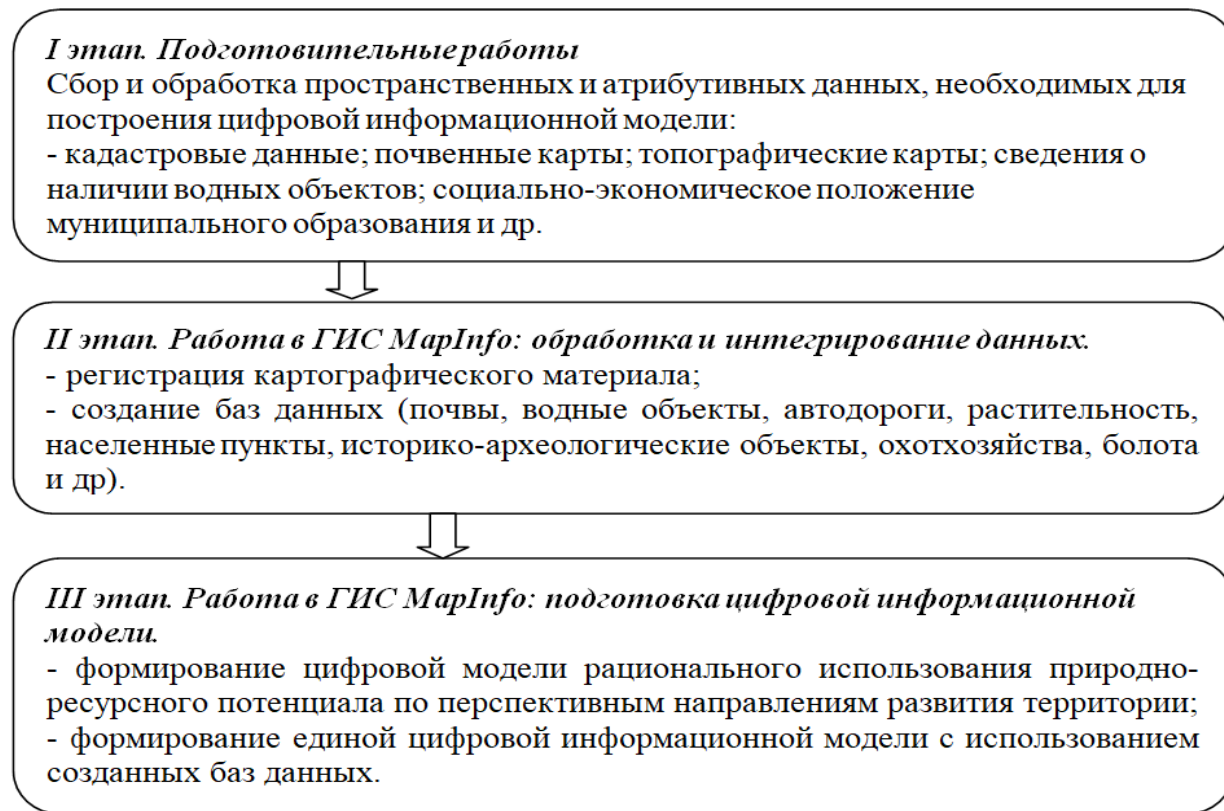 I этап. Подготовительные работы
Сбор и обработка пространственных и атрибутивных данных, необходимых для
построения цифровой информационной модели:
- кадастровые данные; почвенные карты; топографические карты; сведения о
наличии водных объектов; социально-экономическое положение
муниципального образования и др.
II этап. Работа в ГИС MapInfo: обработка и интегрирование данных.
- регистрация картографического материала;
- создание баз данных (почвы, водные объекты, автодороги, растительность,
населенные пункты, историко-археологические объекты, охотхозяйства, болота
и др).
III этап. Работа в ГИС MapInfo: подготовка цифровой информационной
модели.
- формирование цифровой модели рационального использования природно-
ресурсного потенциала по перспективным направлениям развития территории;
- формирование единой цифровой информационной модели с использованием
созданных баз данных.